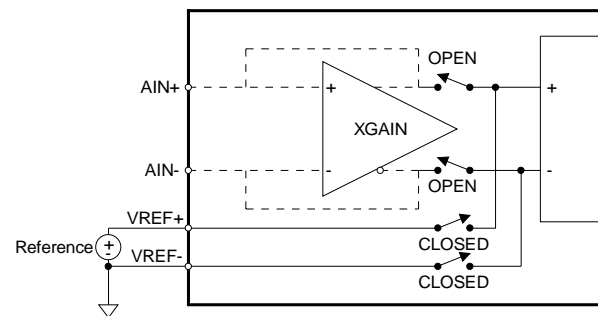 OPEN
AIN+
+
+
XGAIN
AIN-
-
-
OPEN
VREF+
CLOSED
Reference
+
-
VREF-
CLOSED